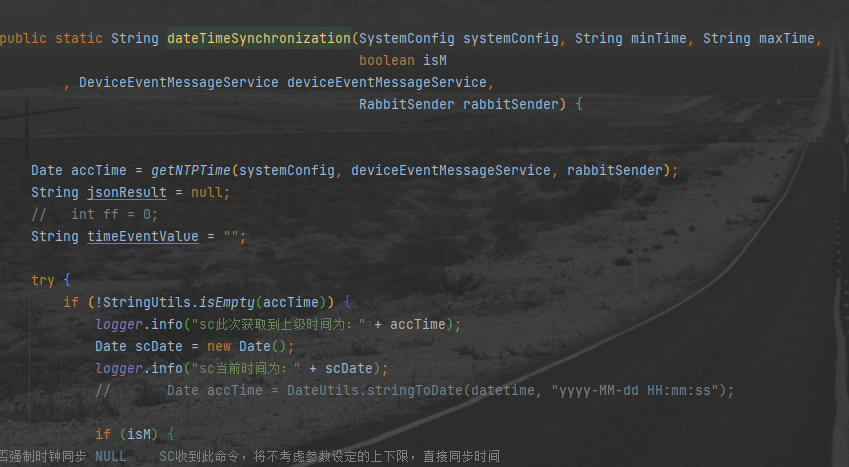 public static String dateTimeSynchronization(SystemConfig systemConfig, String minTime, String maxTime,
boolean isM
, DeviceEventMessageService deviceEventMessageService,
RabbitSender rabbitSender) {
Date accTime = getNTPTime(systemConfig, deviceEventMessageService, rabbitSender);
String jsonResult = null;
//   int ff = 0;
String timeEventValue = "";
try {
if (!StringUtils.isEmpty(accTime)) {
logger.info("sc此次获取到上级时间为：" + accTime);
Date scDate = new Date();
logger.info("sc当前时间为：" + scDate);
//       Date accTime = DateUtils.stringToDate(datetime, "yyyy-MM-dd HH:mm:ss");
if (isM) {
否强制时钟同步 NULL    SC收到此命令，将不考虑参数设定的上下限，直接同步时间